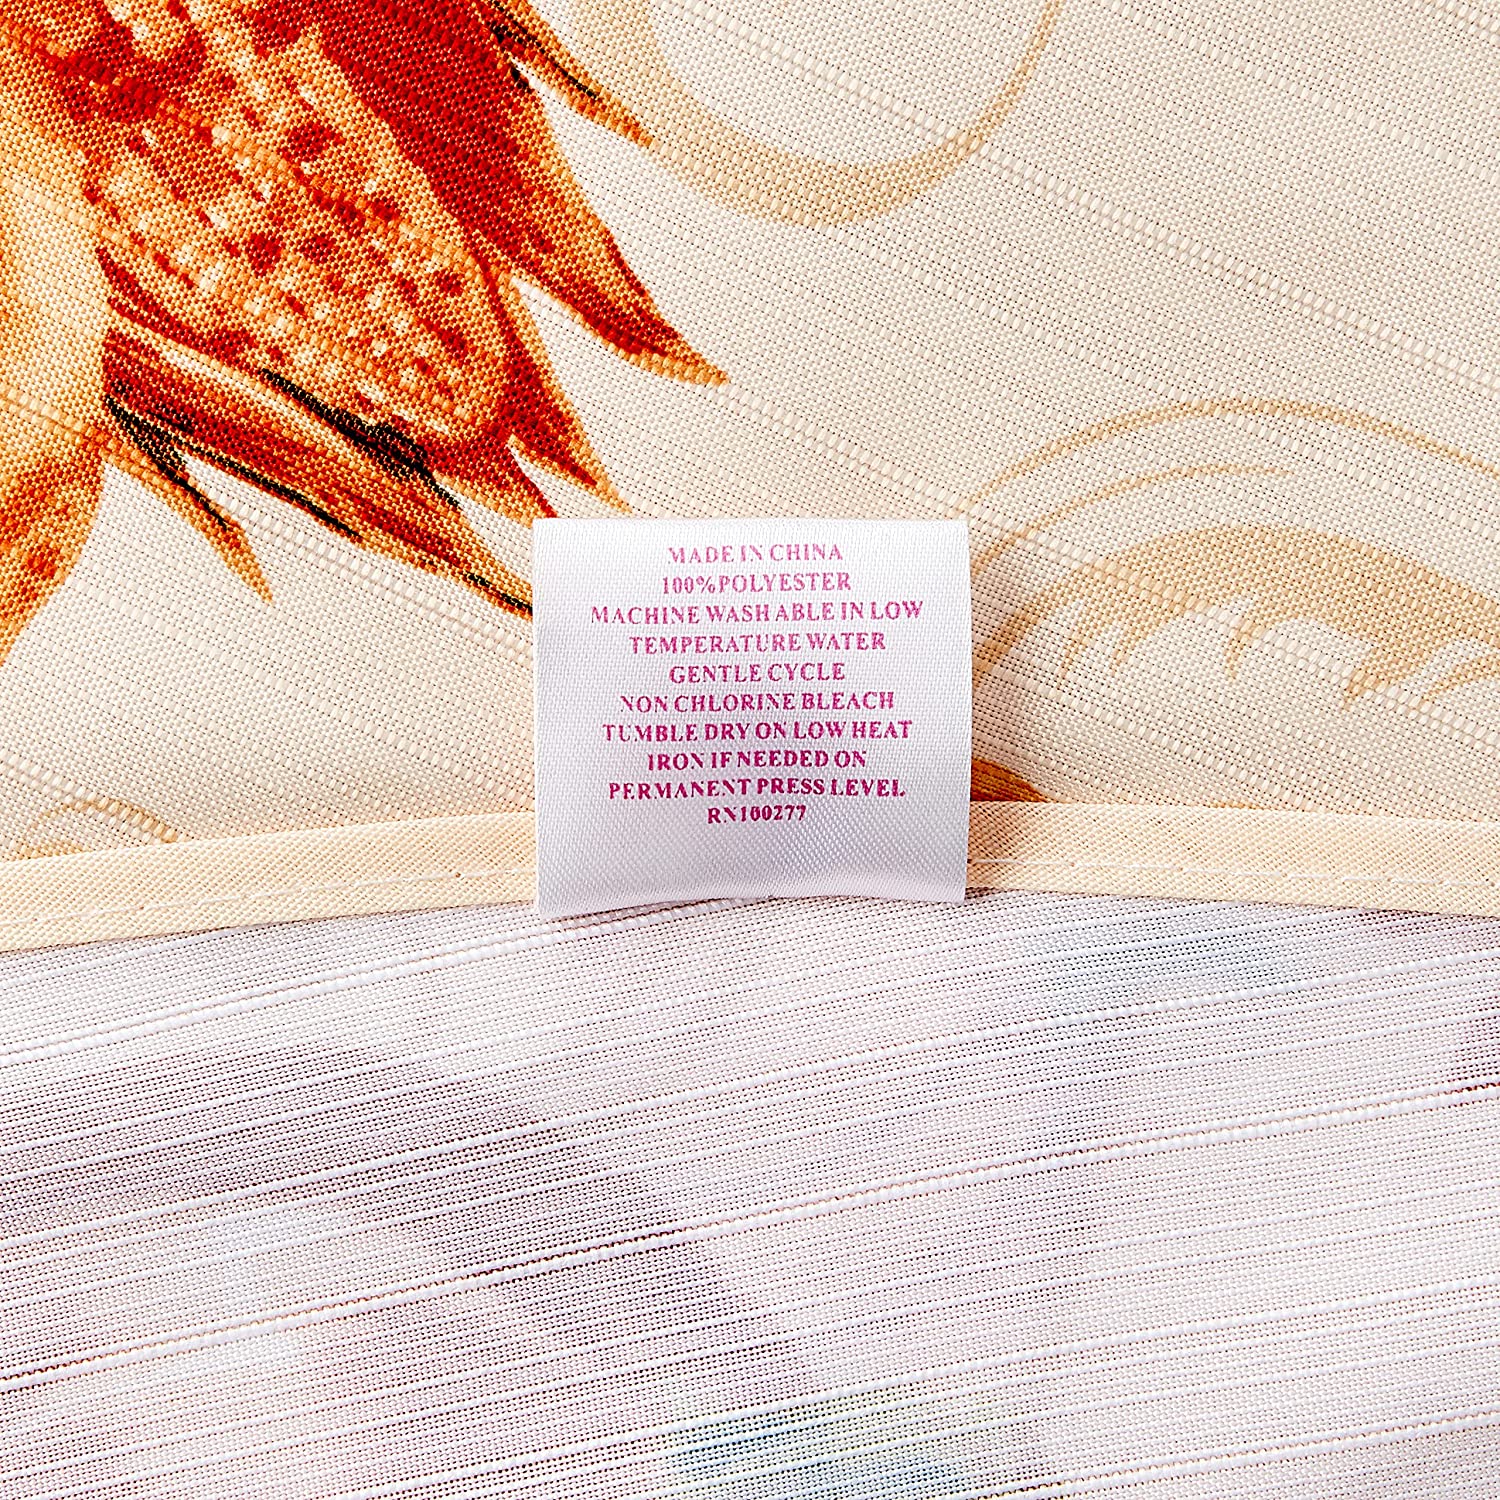 MADE IN CHINA
100%POLYESTER
MACHINE WASH ABLE IN LOW
TEMPERATURE WATER
GENTLE CYCLE
NON CHLORINE BLEACH
TUMBLE DRY ON LOW HEAT
IRON IF NEEDED ON
PERMANENT PRESS LEVEL.
RN100277